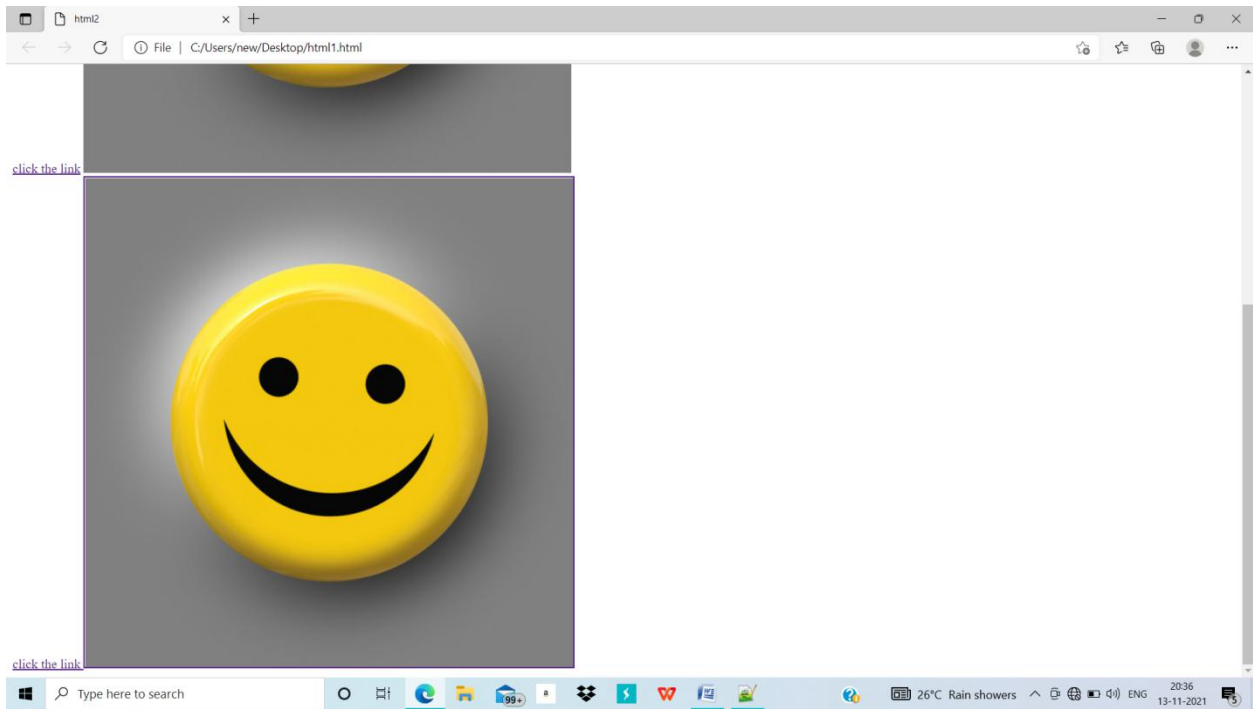 html2
File | C:/Users/new/Desktop/html1.html
click the link
click the link
Type here to search
99+
26°C Rain showers
ENG
20:36
13-11-2021
5